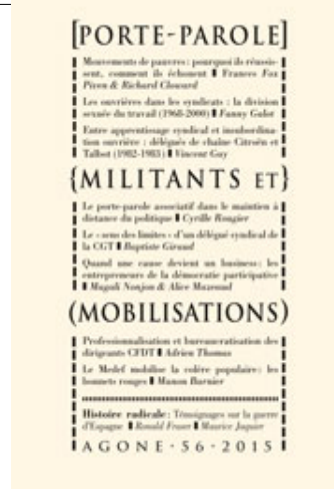 [PORTE-PAROLE]
Mouvements de pauvres : pourquoi ils réussis-
sent, comment ils échouent ▮ Frances Fox
Piven & Richard Cloward
Les ouvrières dans les syndicats : la division
sexuée du travail (1968-2000) ▮ Fanny Gallot
Entre apprentissage syndical et insubordina-
tion ouvrière : délégués de chaîne Citroën et
Talbot (1982-1983) ▮ Vincent Gay
{MILITANTS ET}
Le porte-parole associatif dans le maintien à
distance du politique ▮ Cyrille Rougier
Le « sens des limites » d'un délégué syndical de
la CGT ▮ Baptiste Giraud
Quand une cause devient un business : les
entrepreneurs de la démocratie participative
▮ Magali Nonjon & Alice Mazeaud
(MOBILISATIONS)
Professionnalisation et bureaucratisation des
dirigeants CFDT ▮ Adrien Thomas
Le Medef mobilise la colère populaire : les
bonnets rouges ▮ Manon Burnier
Histoire radicale : Témoignages sur la guerre
d'Espagne ▮ Ronald Fraser ▮ Maurice Jaquier
AGONE · 56 · 2015